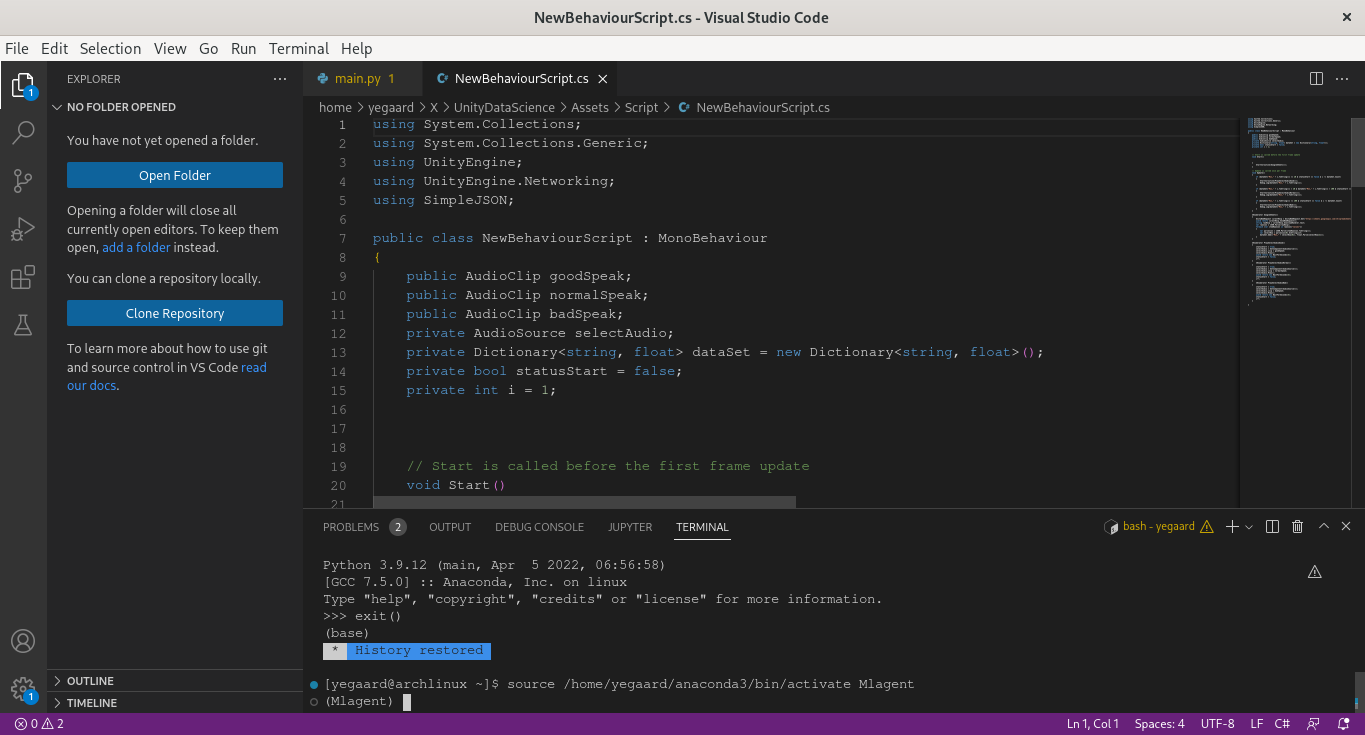 NewBehaviourScript.cs - Visual Studio Code
File Edit Selection View Go Run Terminal Help
EXPLORER
NO FOLDER OPENED
You have not yet opened a folder.
Open Folder
Opening a folder will close all
currently open editors. To keep them
open, add a folder instead.
You can clone a repository locally.
Clone Repository
To learn more about how to use git
and source control in VS Code read
our docs.
OUTLINE
TIMELINE
1
1
main.py 1
NewBehaviourScript.cs
home > yegaard > X > UnityDataScience > Assets > Script > NewBehaviourScript.cs
1 using System.Collections;
2 using System.Collections.Generic;
3 using UnityEngine;
4 using UnityEngine.Networking;
5 using SimpleJSON;
6
7 public class NewBehaviourScript : MonoBehaviour
8 {
9 public AudioClip goodSpeak;
10 public AudioClip normalSpeak;
11 public AudioClip badSpeak;
12 private AudioSource selectAudio;
13 private Dictionary<string, float> dataSet = new Dictionary<string, float>();
14 private bool statusStart = false;
15 private int i = 1;
16
17
18
19 // Start is called before the first frame update
20 void Start()
21
PROBLEMS 2 OUTPUT DEBUG CONSOLE JUPYTER TERMINAL
bash - yegaard
Python 3.9.12 (main, Apr  5 2022, 06:56:58)
[GCC 7.5.0] :: Anaconda, Inc. on linux
Type "help", "copyright", "credits" or "license" for more information.
>>> exit()
(base)
* History restored
[yegaard@archlinux ~]$ source /home/yegaard/anaconda3/bin/activate Mlagent
(Mlagent)
0 2
Ln 1, Col 1 Spaces: 4 UTF-8 LF C#